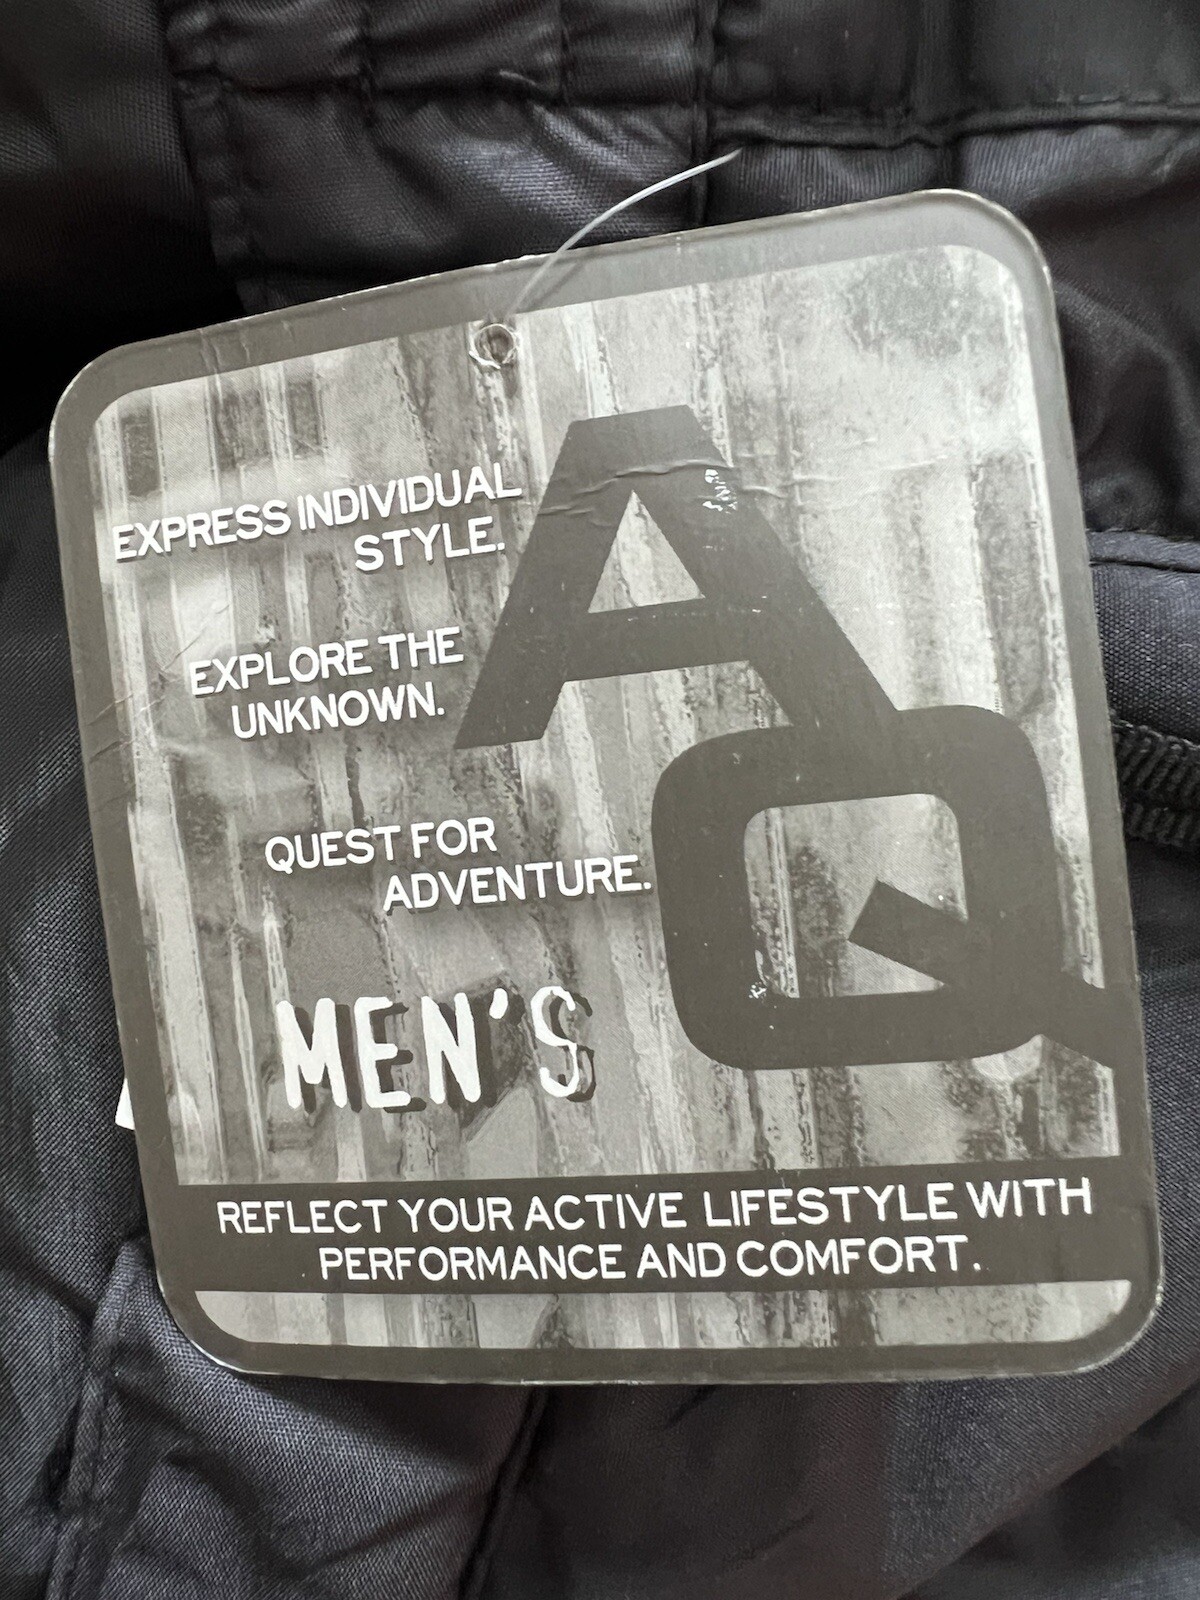 EXPRESS INDIVIDUAL
STYLE.
EXPLORE THE
UNKNOWN.
QUEST FOR
ADVENTURE.
AQ
MEN'S
REFLECT YOUR ACTIVE LIFESTYLE WITH
PERFORMANCE AND COMFORT.